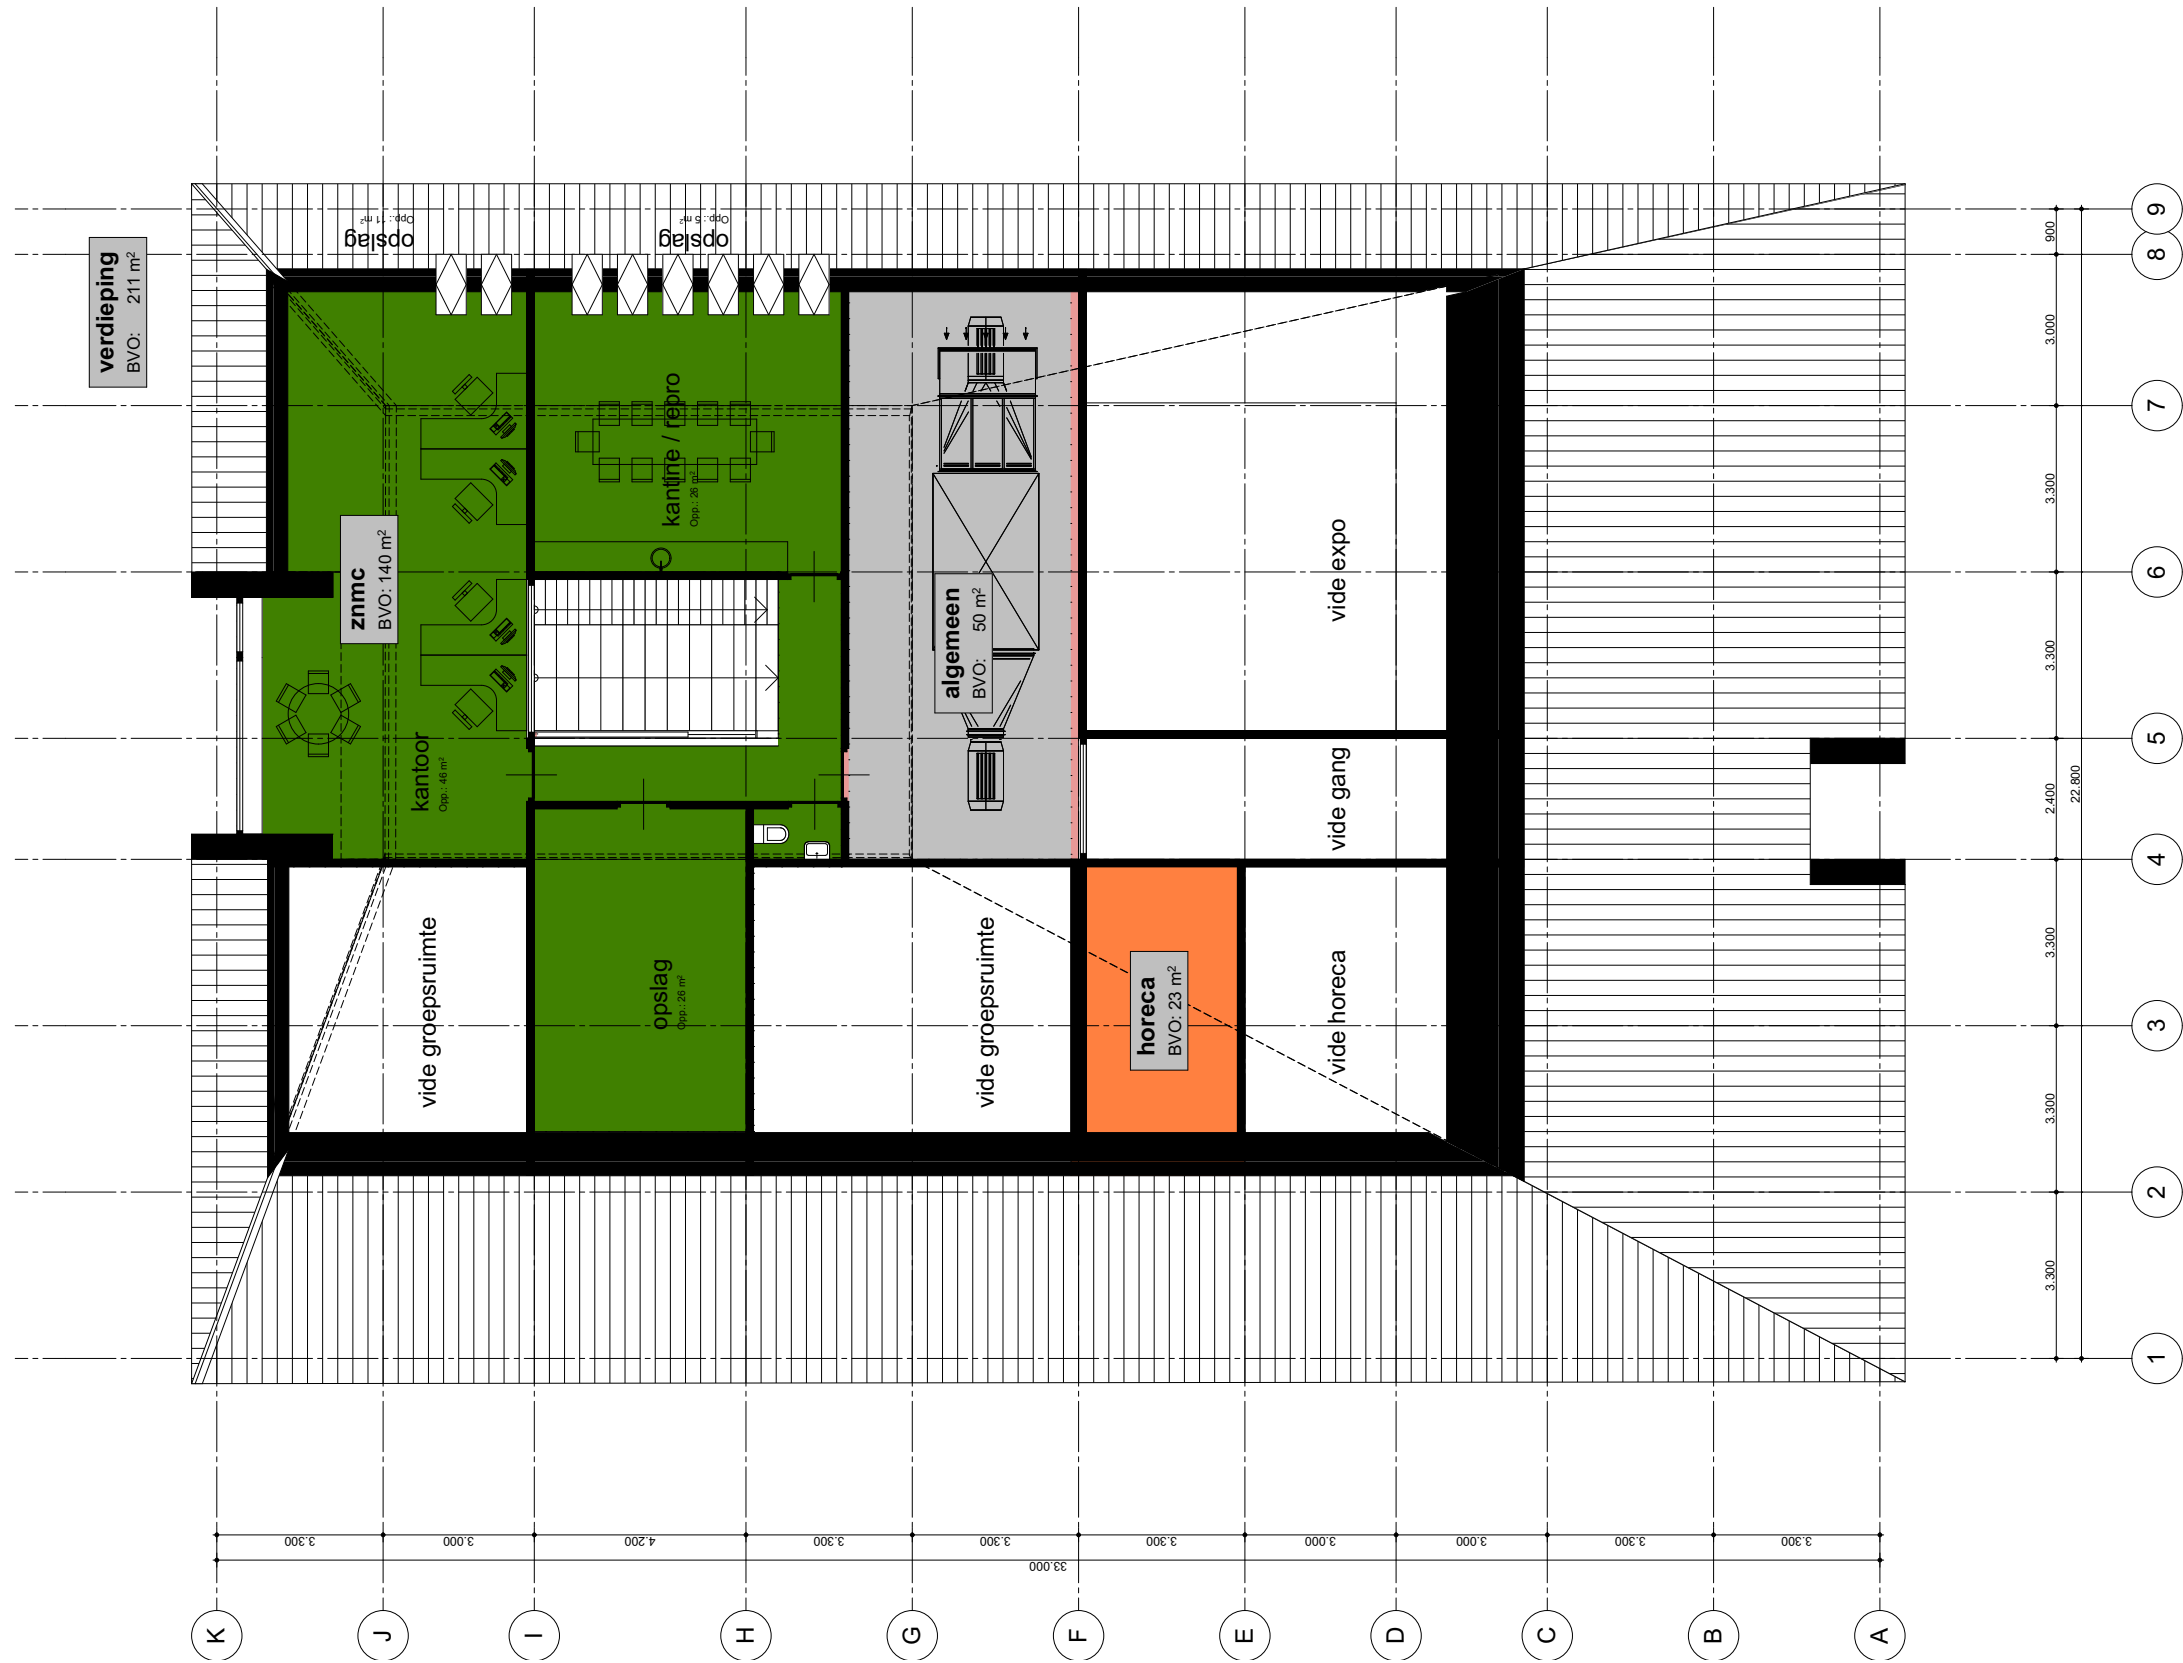 verdieping
BVO: 211 m²
opslag
Opp.: 1 m²
opslag
Opp.: 5 m²
znmc
BVO: 140 m²
kantoor
Opp.: 46 m²
kantine / repro
Opp.: 26 m²
algemeen
BVO: 50 m²
vide expo
vide gang
vide groepsruimte
opslag
Opp.: 26 m²
vide groepsruimte
horeca
BVO: 23 m²
vide horeca
900
3.000
3.300
3.300
2.400
3.300
3.300
3.300
22.800
9
8
7
6
5
4
3
2
1
3.300
3.000
4.200
3.300
3.300
3.300
3.000
3.000
3.300
3.300
33.000
K
J
I
H
G
F
E
D
C
B
A